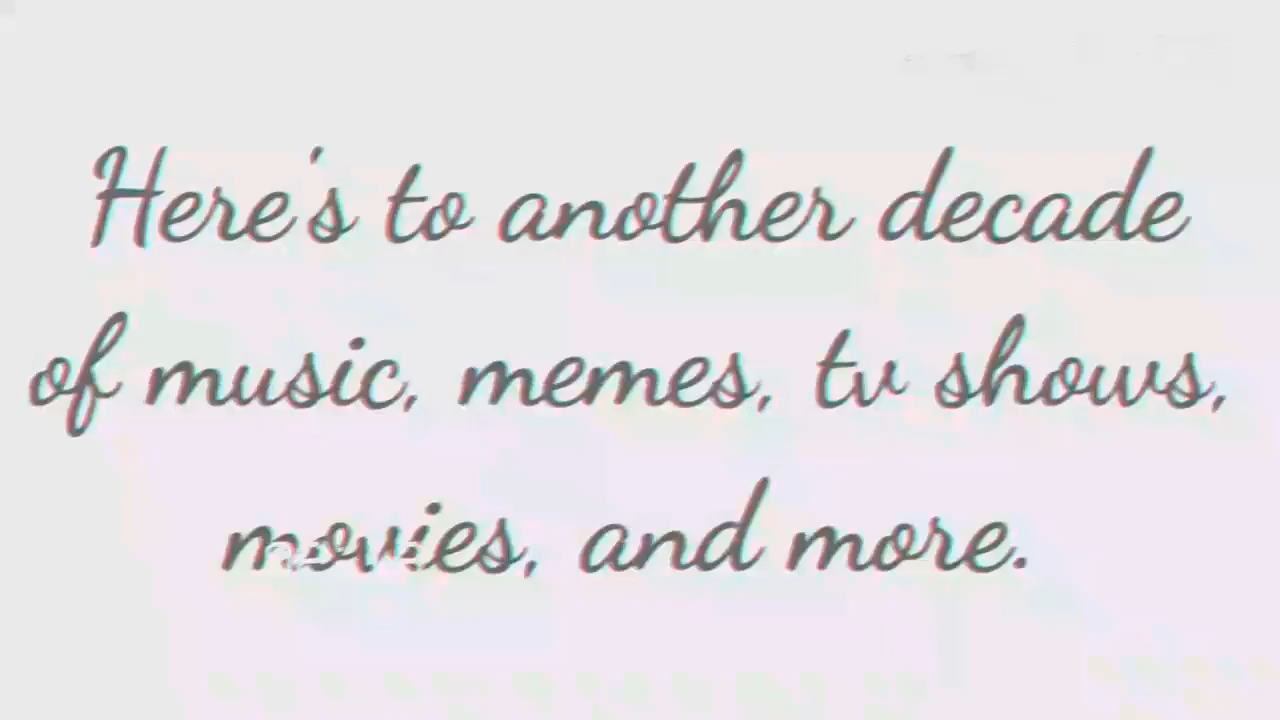 Here's to another decade
of music, memes, tv shows,
movies, and more.